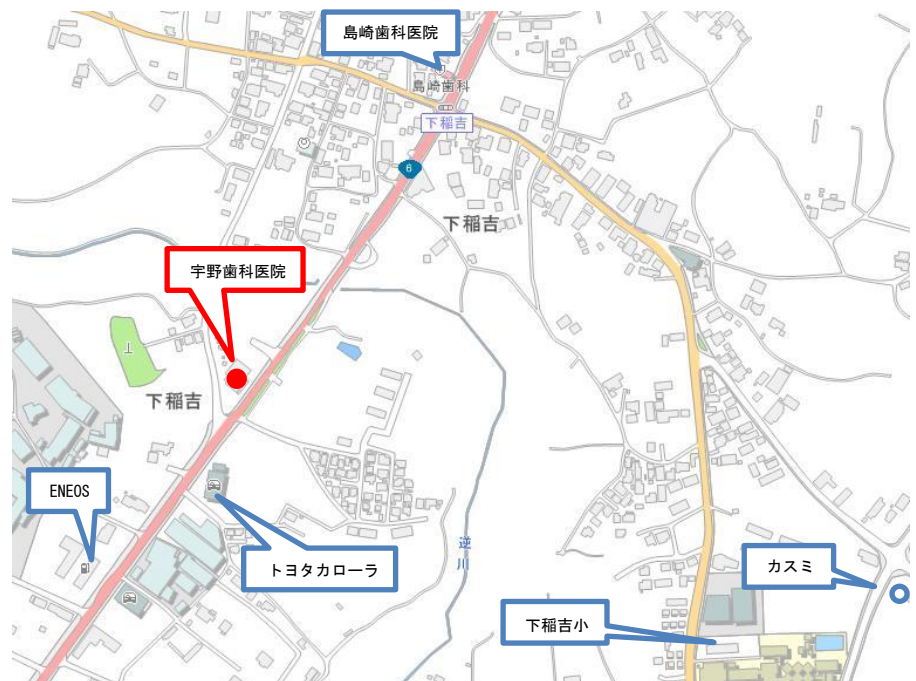 島崎歯科医院
島崎歯科
下稲吉
6
下稲吉
宇野歯科医院
下稲吉
ENEOS
トヨタカローラ
逆川
カスミ
下稲吉小